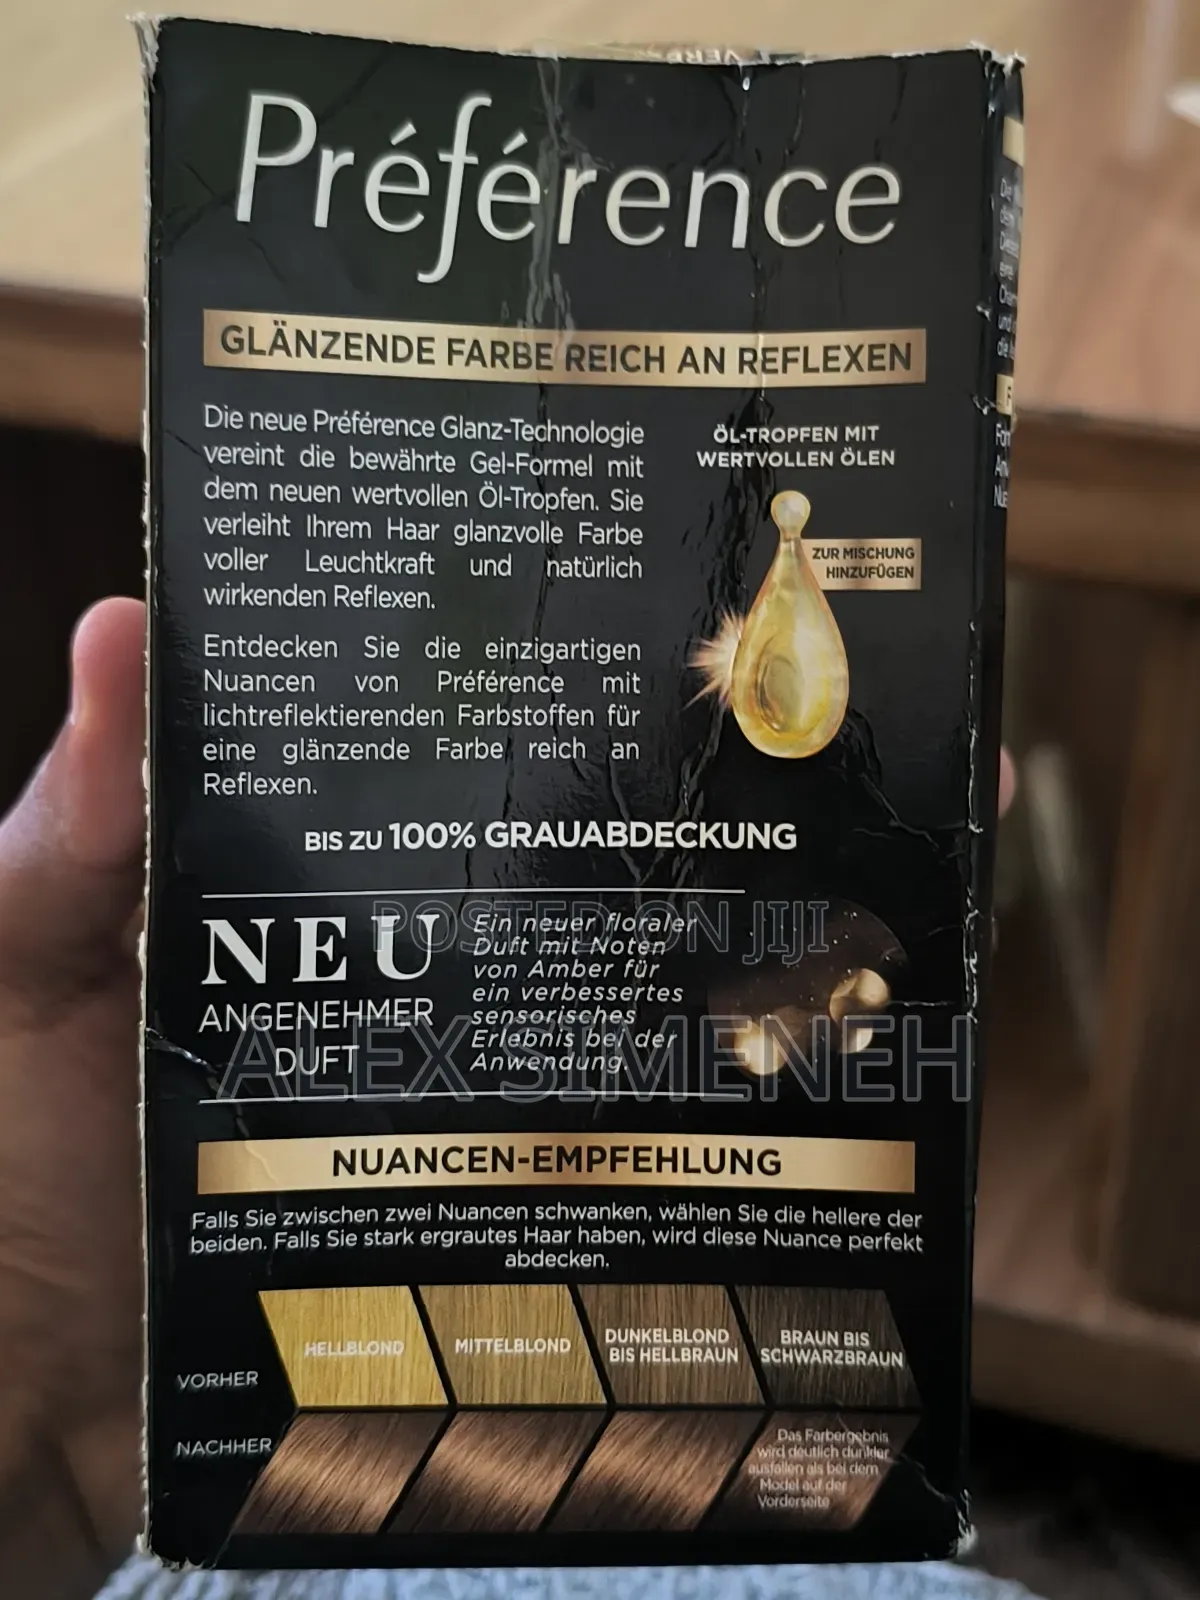 Préférence
GLÄNZENDE FARBE REICH AN REFLEXEN
Die neue Préférence Glanz-Technologie
vereint die bewährte Gel-Formel mit
dem neuen wertvollen Öl-Tropfen. Sie
verleiht Ihrem Haar glanzvolle Farbe
voller Leuchtkraft und natürlich
wirkenden Reflexen.
Entdecken Sie die einzigartigen
Nuancen von Préférence mit
lichtreflektierenden Farbstoffen für
eine glänzende Farbe reich an
Reflexen.
ÖL-TROPFEN MIT
WERTVOLLEN ÖLEN
ZUR MISCHUNG
HINZUFÜGEN
BIS ZU 100% GRAUABDECKUNG
NEU
ANGENEHMER
DUFT
Ein neuer floraler
Duft mit Noten
von Amber für
ein verbessertes
sensorisches
Erlebnis bei der
Anwendung.
POSTED ON JIJI
ALEX SIMENEH
NUANCEN-EMPFEHLUNG
Falls Sie zwischen zwei Nuancen schwanken, wählen Sie die hellere der
beiden. Falls Sie stark ergrautes Haar haben, wird diese Nuance perfekt
abdecken.
VORHER
HELLBLOND
MITTELBLOND
DUNKELBLOND
BIS HELLBRAUN
BRAUN BIS
SCHWARZBRAUN
NACHHER
Das Farbergebnis
wird deutlich dunkler
ausfallen als bei dem
Model auf der
Vorderseite